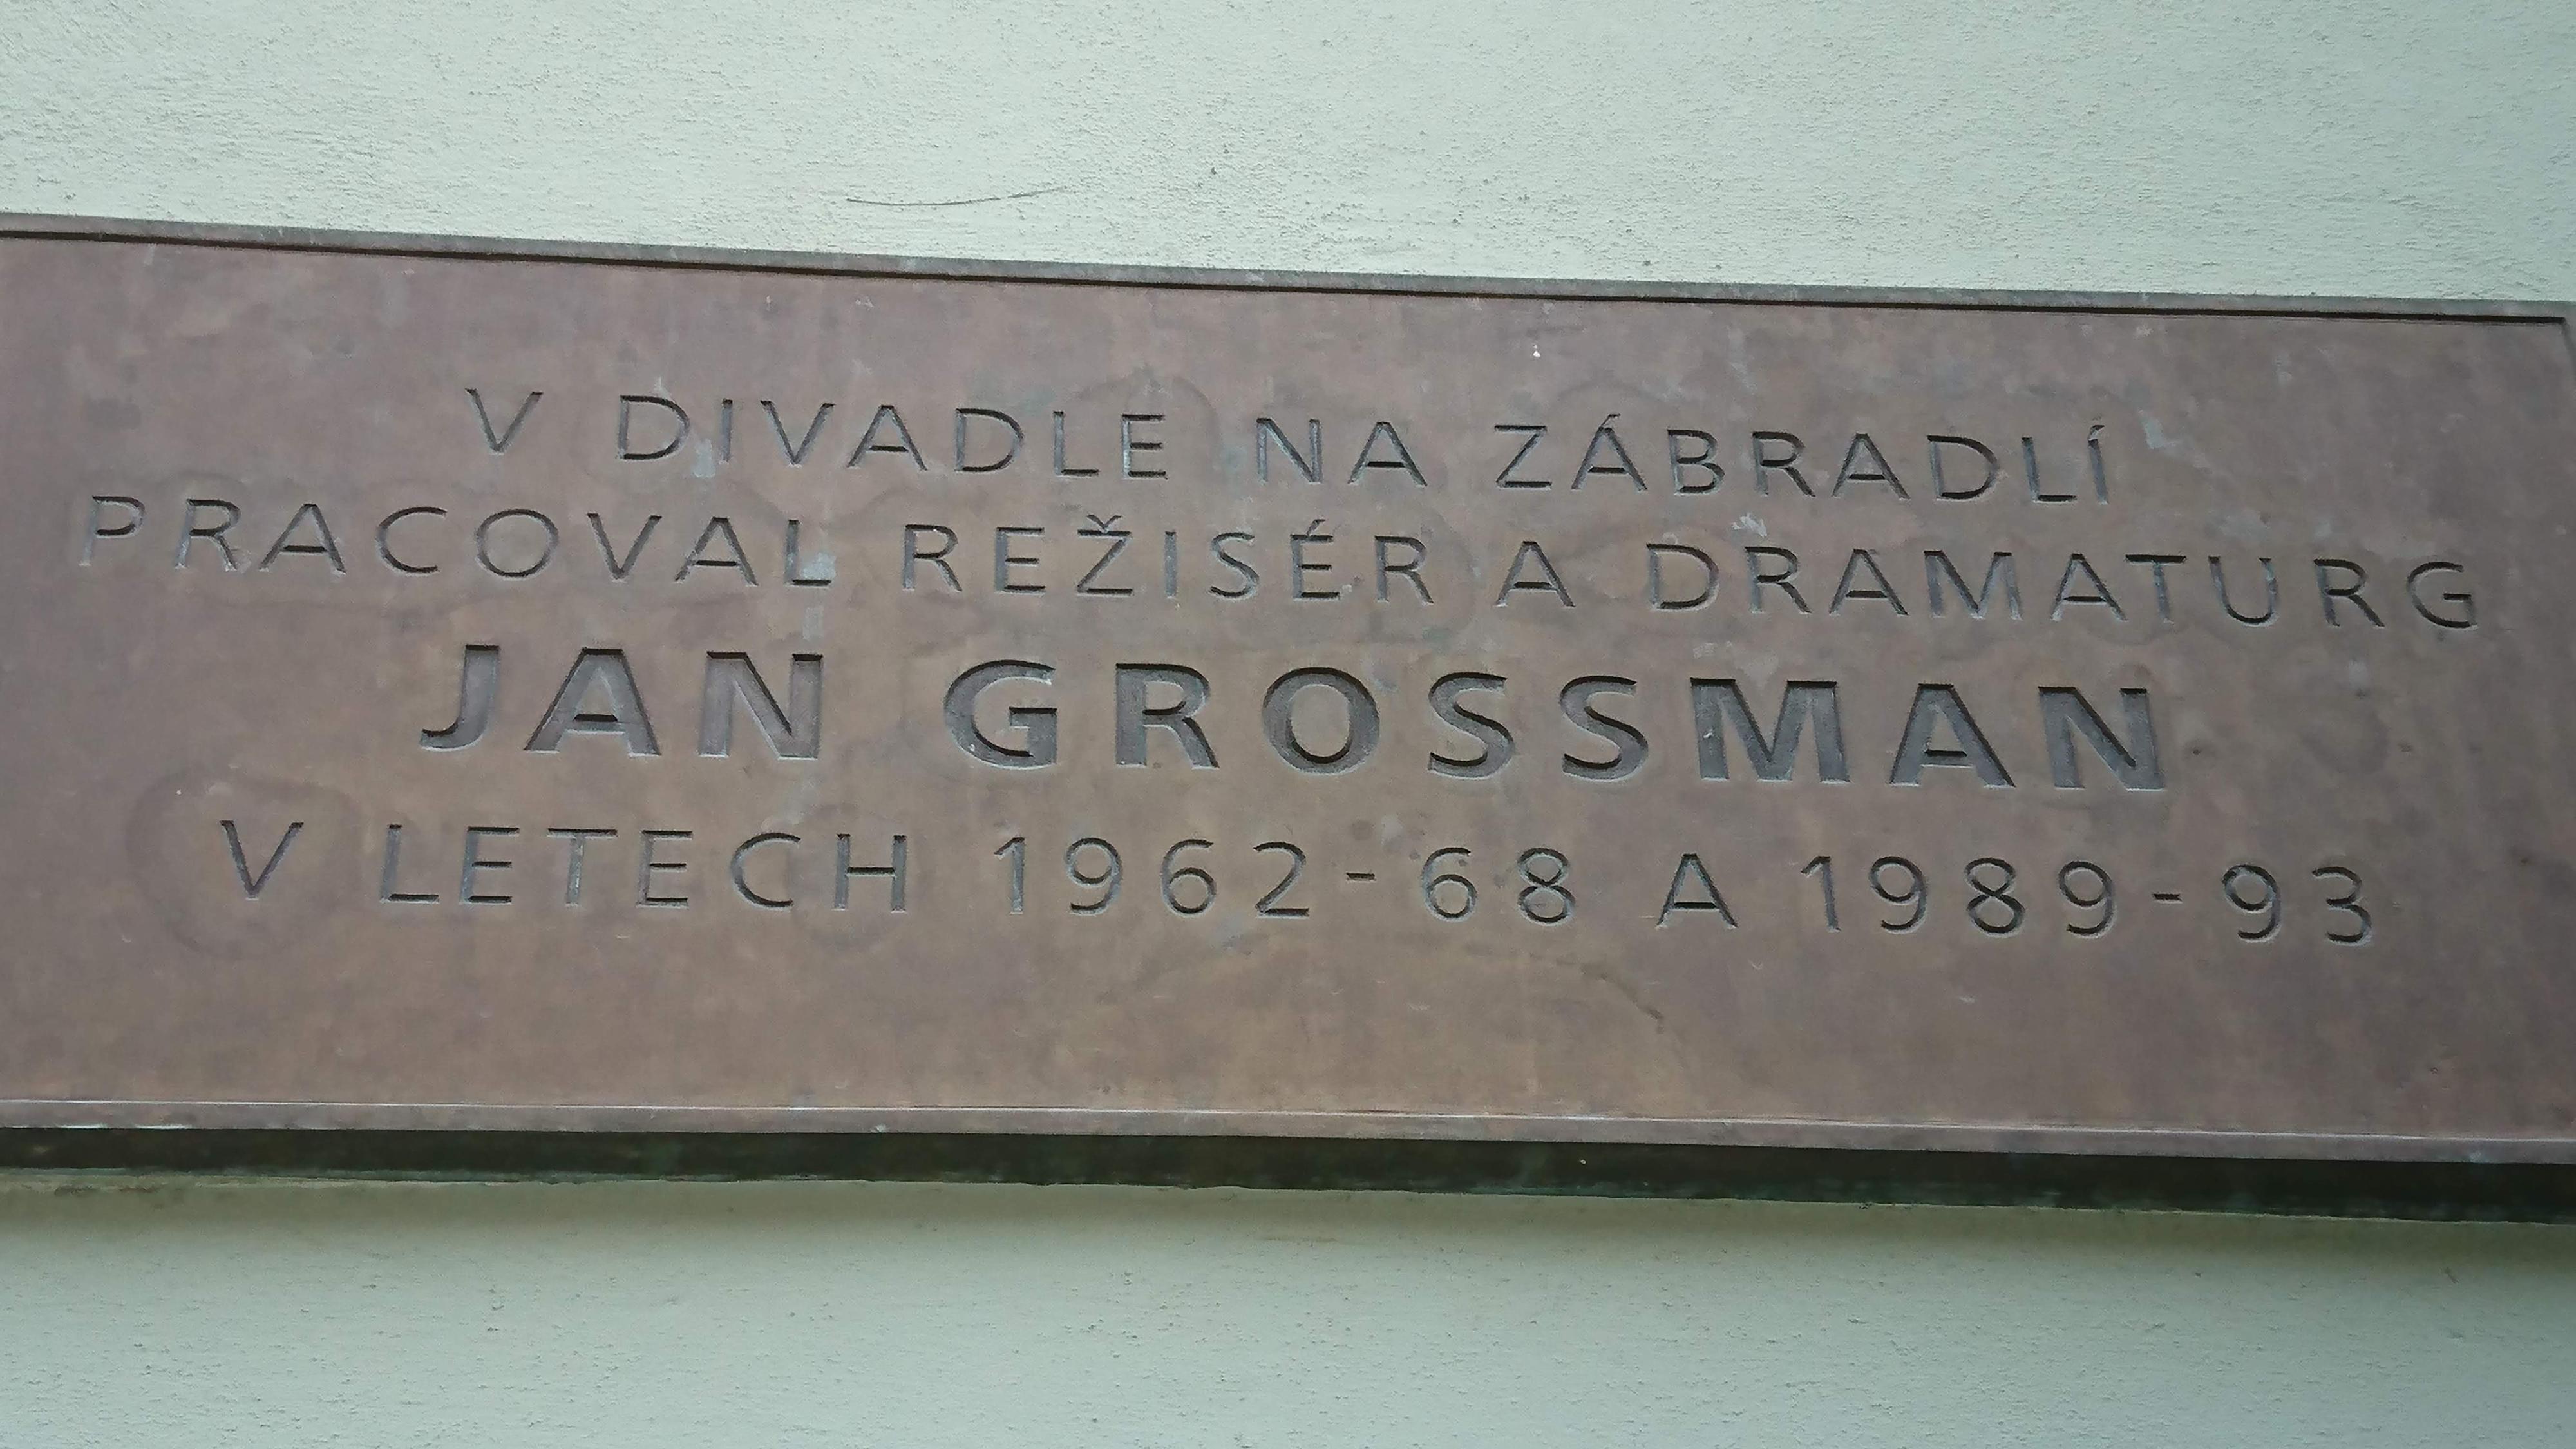 V DIVADLE NA ZÁBRADLÍ
PRACOVAL REŽISÉR A DRAMATURG
JAN GROSSMAN
V LETECH 1962-68 A 1989-93